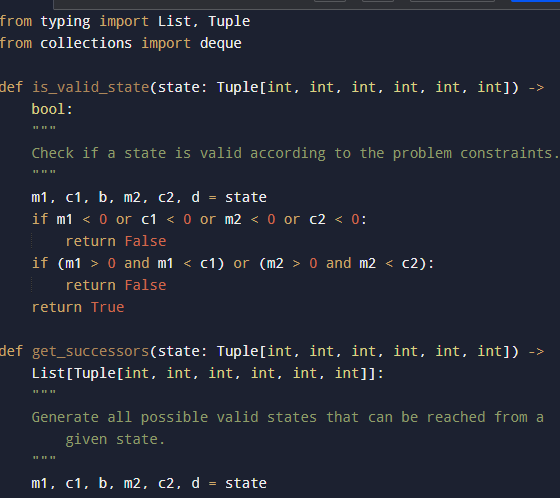 from typing import List, Tuple
from collections import deque
def is_valid_state(state: Tuple[int, int, int, int, int, int]) ->
bool:
"""
Check if a state is valid according to the problem constraints.
"""
m1, c1, b, m2, c2, d = state
if m1 < 0 or c1 < 0 or m2 < 0 or c2 < 0:
return False
if (m1 > 0 and m1 < c1) or (m2 > 0 and m2 < c2):
return False
return True
def get_successors(state: Tuple[int, int, int, int, int, int]) ->
List[Tuple[int, int, int, int, int, int]]:
"""
Generate all possible valid states that can be reached from a
given state.
"""
m1, c1, b, m2, c2, d = state